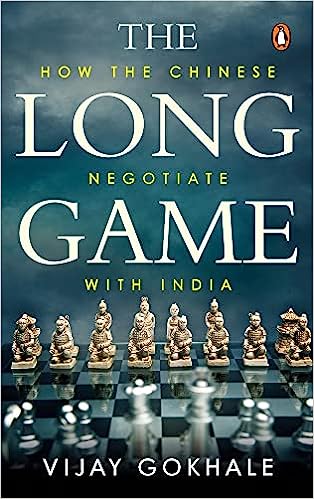 THE
HOW THE CHINESE
LONG
NEGOTIATE
GAME
WITH INDIA
VIJAY GOKHALE